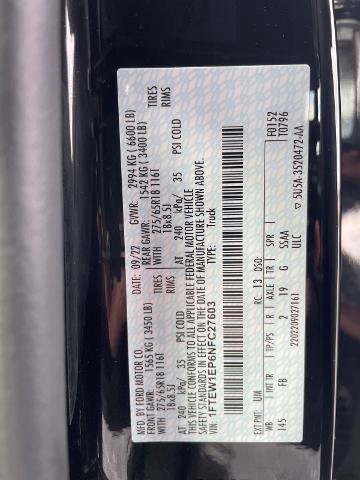 MFD. BY FORD MOTOR CO.
DATE: 09/22 GVWR: 2994 KG ( 6600 LB)
FRONT GAWR: 1565 KG ( 3450 LB)
REAR GAWR: 1542 KG ( 3400 LB)
WITH 275/65R18 116T TIRES
18x8.5J RIMS
AT 240 kPa/ 35 PSI COLD
WITH 275/65R18 116T TIRES
18x8.5J RIMS
AT 240 kPa/ 35 PSI COLD
THIS VEHICLE CONFORMS TO ALL APPLICABLE FEDERAL MOTOR VEHICLE
SAFETY STANDARDS IN EFFECT ON THE DATE OF MANUFACTURE SHOWN ABOVE.
VIN: 1FTEW1EP6NFC27603
TYPE: Truck
F0152
T0796
EXT PNT: UM RC: 13 DSO:
WB INT TR TP/PS R AXLE TR SPR
145 FB 2 19 G SSAA
2202209027161 ULC
5U5A-3520472-AA